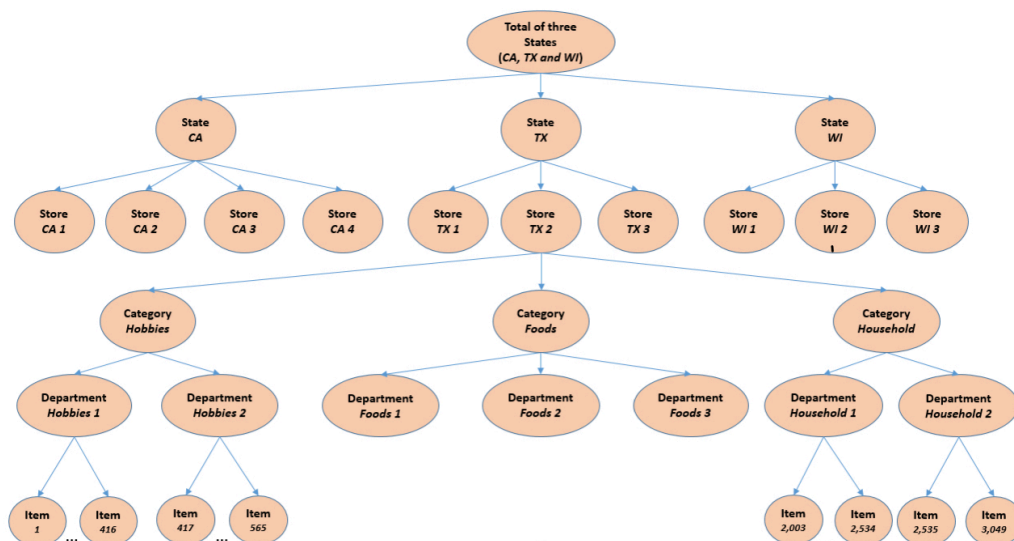 Total of three
States
(CA, TX and WI)
State
CA
State
TX
State
WI
Store
CA 1
Store
CA 2
Store
CA 3
Store
CA 4
Store
TX 1
Store
TX 2
Store
TX 3
Store
WI 1
Store
WI 2
Store
WI 3
Category
Hobbies
Category
Foods
Category
Household
Department
Hobbies 1
Department
Hobbies 2
Department
Foods 1
Department
Foods 2
Department
Foods 3
Department
Household 1
Department
Household 2
Item
1
...
Item
416
Item
417
...
Item
565
Item
2,003
Item
2,534
Item
2,535
Item
3,049